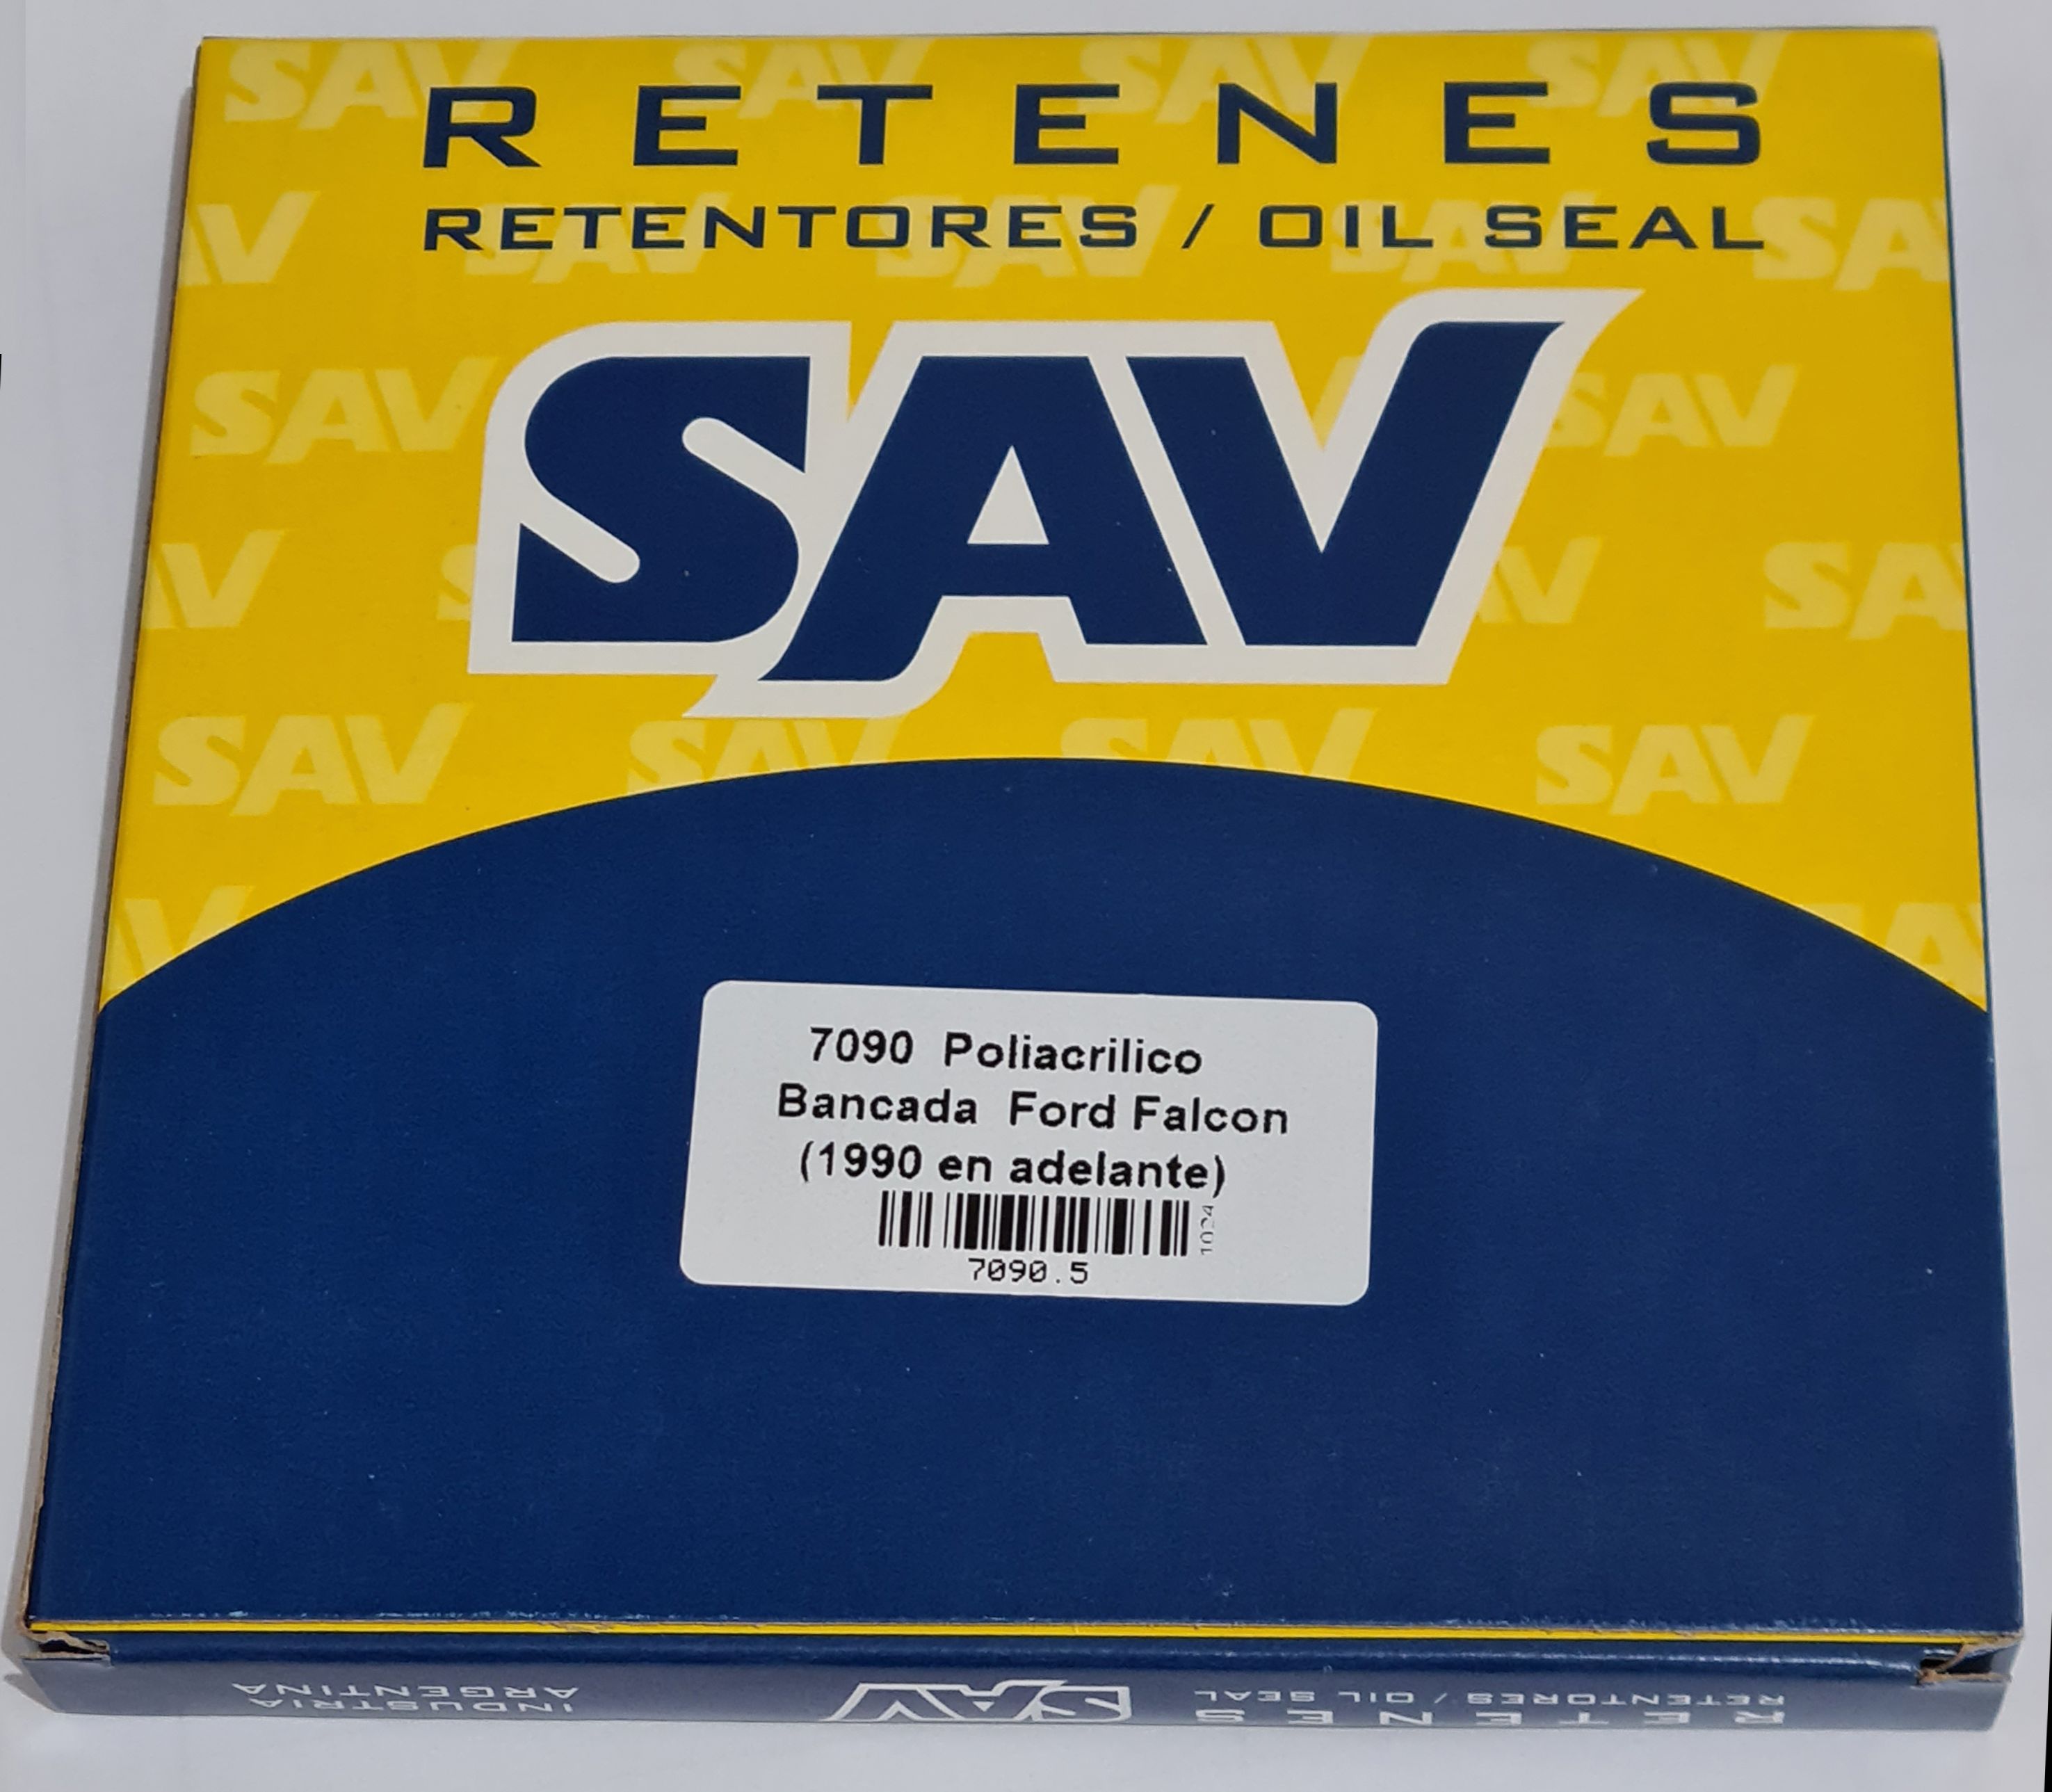 RETENES
RETENTORES / OIL SEAL
SAV
7090 Poliacrilico
Bancada Ford Falcon
(1990 en adelante)
1024
7090.5
RETENES
RETENTORES / OIL SEAL
SAV
INDUSTRIA
ARGENTINA